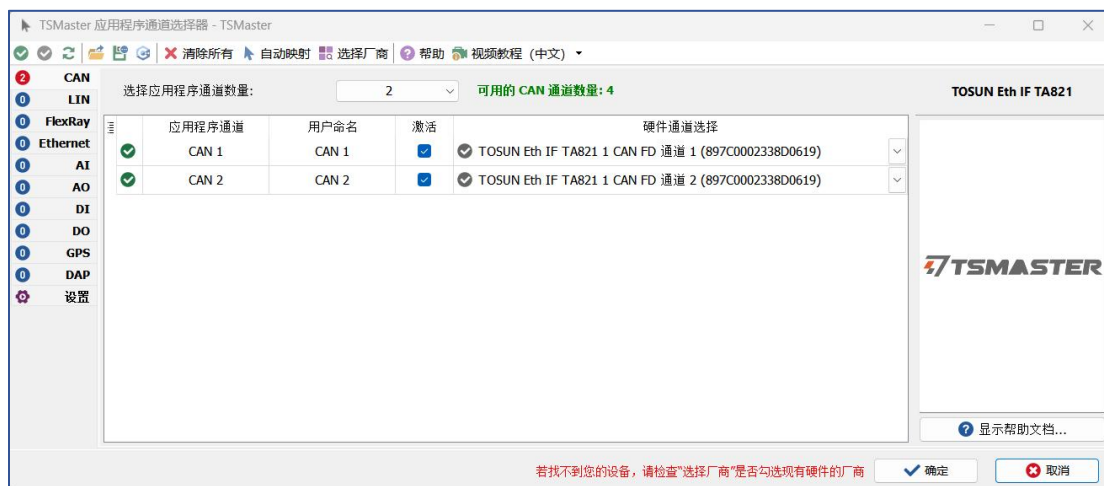 TSMaster 应用程序通道选择器 - TSMaster
清除所有 自动映射 选择厂商 帮助 视频教程 (中文)
2 CAN
0 LIN
0 FlexRay
0 Ethernet
0 AI
0 AO
0 DI
0 DO
0 GPS
0 DAP
设置
选择应用程序通道数量: 2 可用的 CAN 通道数量: 4
应用程序通道 用户命名 激活 硬件通道选择
CAN 1 CAN 1 TOSUN Eth IF TA821 1 CAN FD 通道 1 (897C0002338D0619)
CAN 2 CAN 2 TOSUN Eth IF TA821 1 CAN FD 通道 2 (897C0002338D0619)
TOSUN Eth IF TA821
TSMASTER
显示帮助文档...
若找不到您的设备，请检查"选择厂商"是否勾选现有硬件的厂商 确定 取消